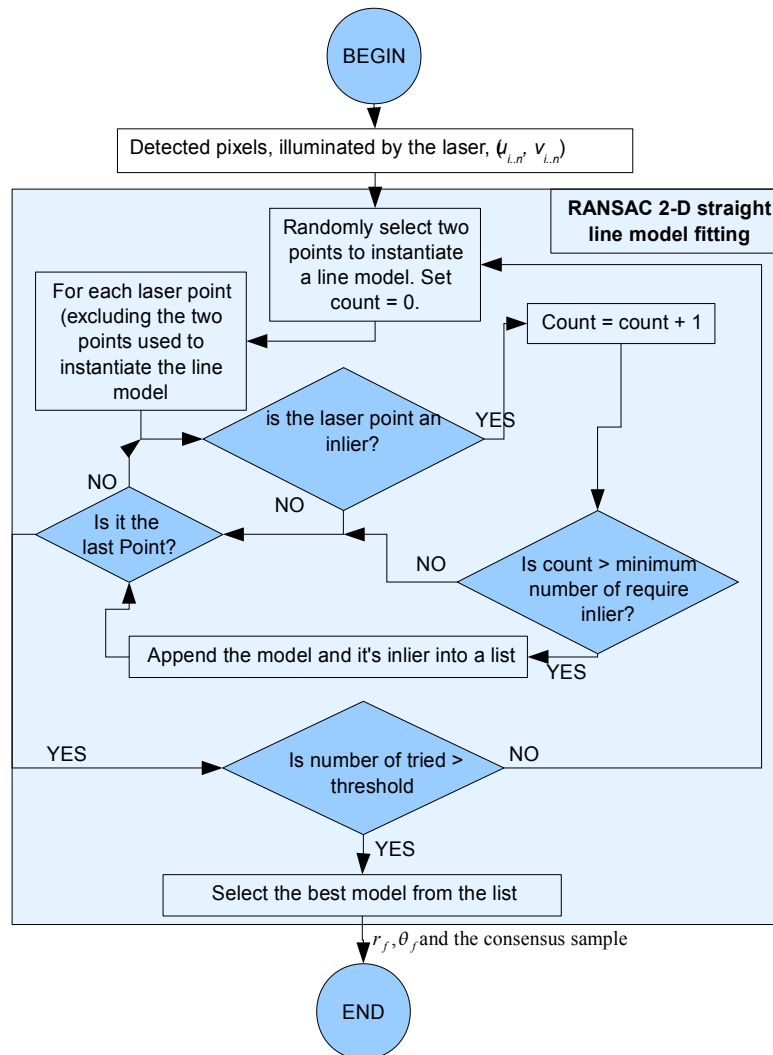 BEGIN
Detected pixels, illuminated by the laser, (u i..n, v i..n)
RANSAC 2-D straight
line model fitting
Randomly select two
points to instantiate
a line model. Set
count = 0.
For each laser point
(excluding the two
points used to
instantiate the line
model
Count = count + 1
is the laser point an
inlier?
YES
NO
NO
Is it the
last Point?
Is count > minimum
number of require
inlier?
NO
YES
Append the model and it's inlier into a list
YES
Is number of tried >
threshold
NO
YES
Select the best model from the list
r f , θ f and the consensus sample
END